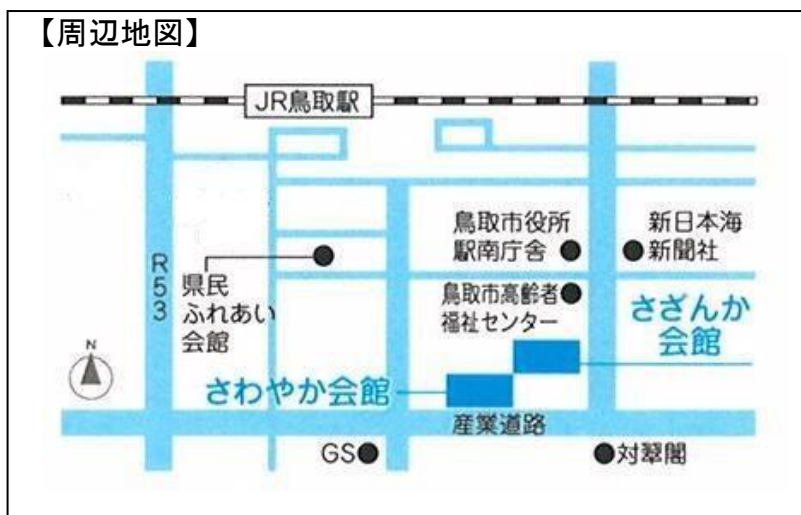 【周辺地図】
JR鳥取駅
鳥取市役所
駅南庁舎
新日本海
新聞社
R53
県民
ふれあい
会館
鳥取市高齢者
福祉センター
さざんか
会館
N
さわやか会館
産業道路
GS
対翠閣